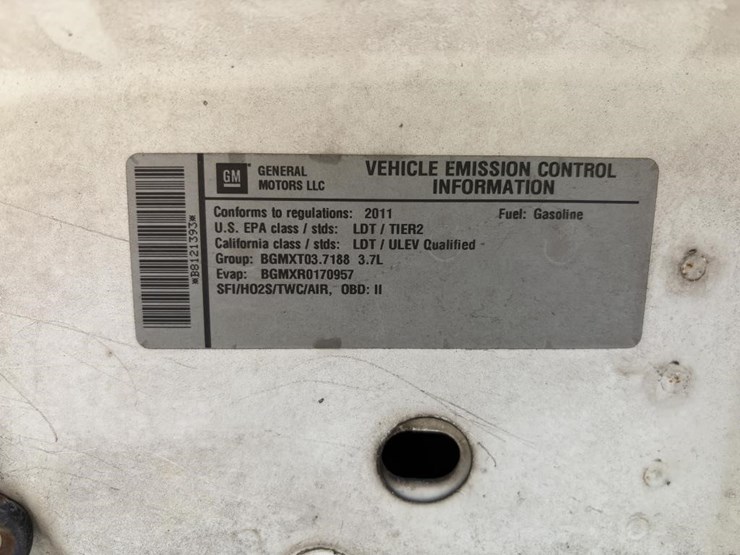 *B8121393*
GM
GENERAL
MOTORS LLC
VEHICLE EMISSION CONTROL
INFORMATION
Conforms to regulations: 2011 Fuel: Gasoline
U.S. EPA class / stds: LDT / TIER2
California class / stds: LDT / ULEV Qualified
Group: BGMXT03.7188 3.7L
Evap: BGMXR0170957
SFI/HO2S/TWC/AIR, OBD: II